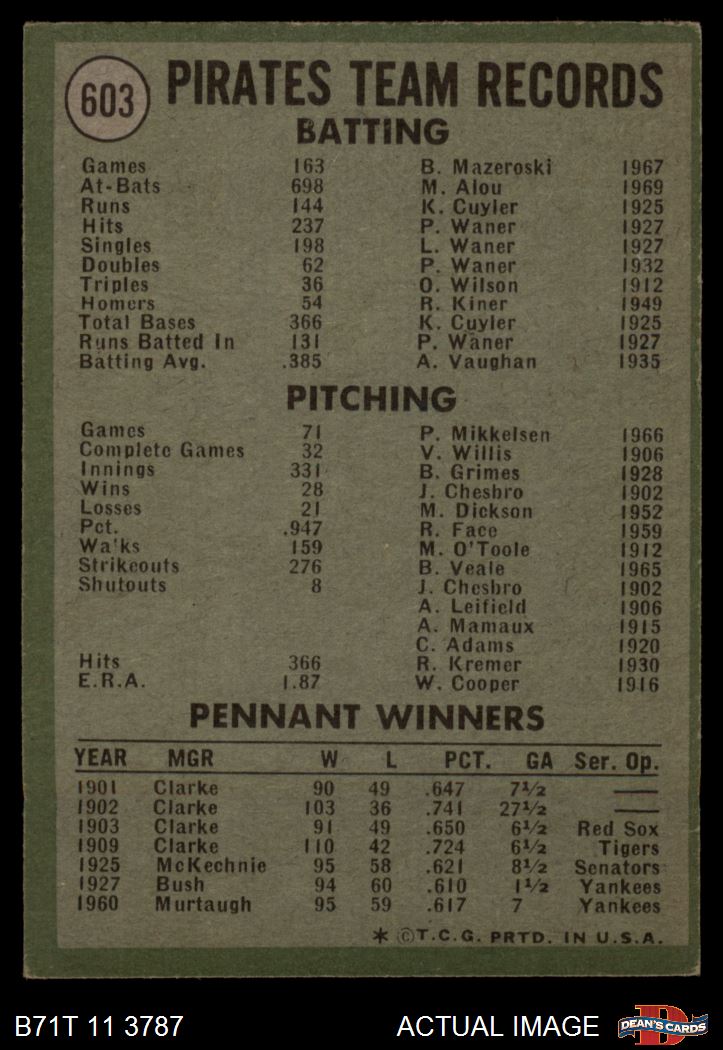 603 PIRATES TEAM RECORDS
BATTING
Games 163 B. Mazeroski 1967
At-Bats 698 M. Alou 1969
Runs 144 K. Cuyler 1925
Hits 237 P. Waner 1927
Singles 198 L. Waner 1927
Doubles 62 P. Waner 1932
Triples 36 O. Wilson 1912
Homers 54 R. Kiner 1949
Total Bases 366 K. Cuyler 1925
Runs Batted In 131 P. Waner 1927
Batting Avg. .385 A. Vaughan 1935
PITCHING
Games 71 P. Mikkelsen 1966
Complete Games 32 V. Willis 1906
Innings 331 B. Grimes 1928
Wins 28 J. Chesbro 1902
Losses 21 M. Dickson 1952
Pct. .947 R. Face 1959
Walks 159 M. O'Toole 1912
Strikeouts 276 B. Veale 1965
Shutouts 8 J. Chesbro 1902
A. Leifield 1906
A. Mamaux 1915
C. Adams 1920
Hits 366 R. Kremer 1930
E.R.A. 1.87 W. Cooper 1916
PENNANT WINNERS
YEAR MGR W L PCT. GA Ser. Op.
1901 Clarke 90 49 .647 7½ —
1902 Clarke 103 36 .741 27½ —
1903 Clarke 91 49 .650 6½ Red Sox
1909 Clarke 110 42 .724 6½ Tigers
1925 McKechnie 95 58 .621 8½ Senators
1927 Bush 94 60 .610 1½ Yankees
1960 Murtaugh 95 59 .617 7 Yankees
* ©T.C.G. PRTD. IN U.S.A.
B71T 11 3787 ACTUAL IMAGE D DEAN'S CARDS